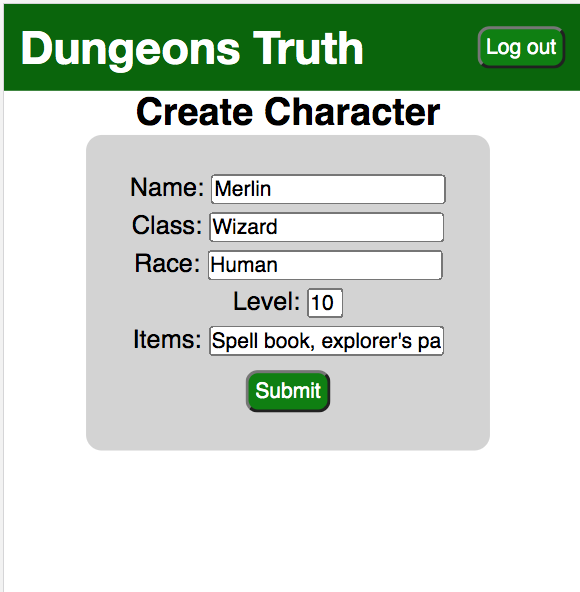 Dungeons Truth Log out
Create Character
Name: Merlin
Class: Wizard
Race: Human
Level: 10
Items: Spell book, explorer's pa
Submit